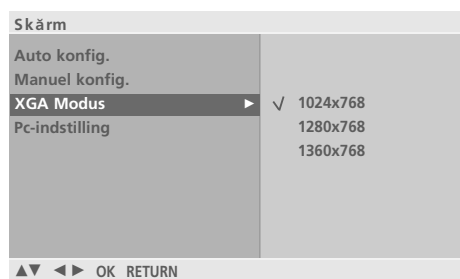 Skärm
Auto konfig.
Manuel konfig.
XGA Modus ►
Pc-indstilling
√ 1024x768
1280x768
1360x768
▲▼ ◄ ► OK RETURN